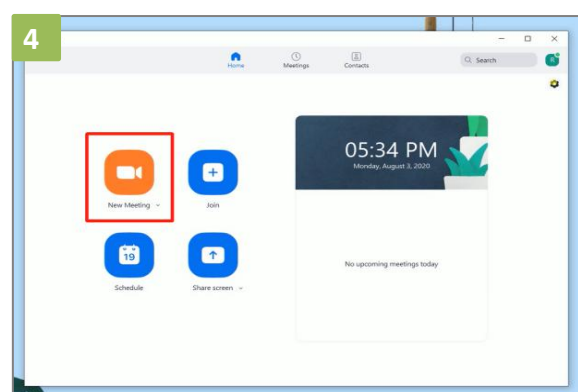 4
Home
Meetings
Contacts
Search
R
05:34 PM
Monday, August 3, 2020
New Meeting
Join
19
Schedule
Share screen
No upcoming meetings today